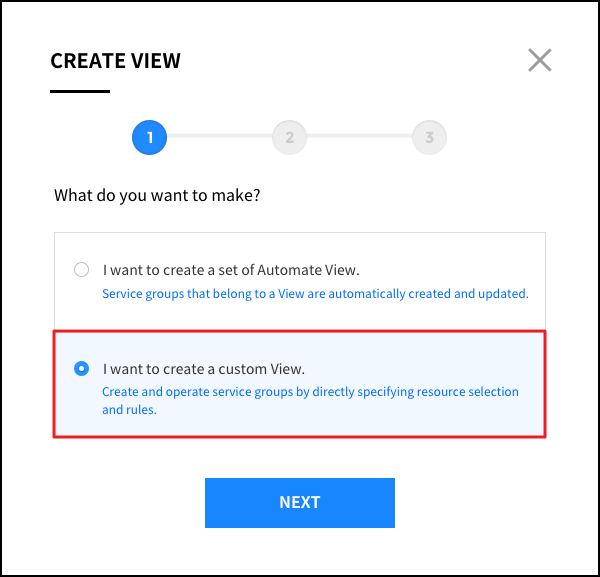 CREATE VIEW
1 2 3
What do you want to make?
I want to create a set of Automate View.
Service groups that belong to a View are automatically created and updated.
I want to create a custom View.
Create and operate service groups by directly specifying resource selection
and rules.
NEXT